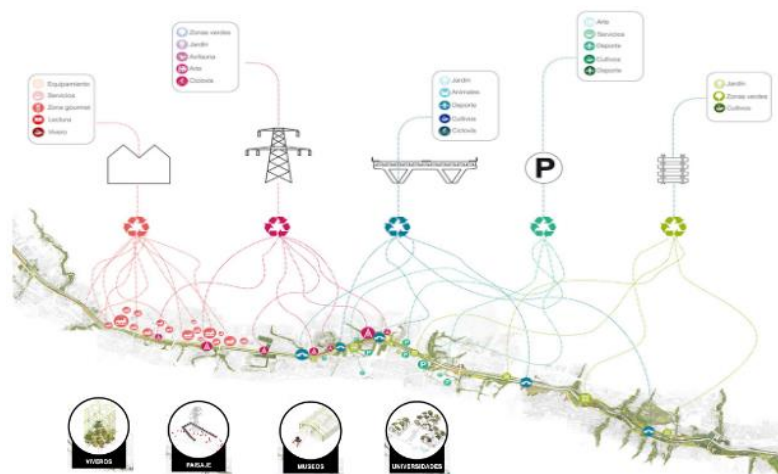 Equipamiento
Servicios
Zona gourmet
Lectura
Vivero
Zonas verdes
Jardín
Avifauna
Arte
Ciclovía
Jardín
Animales
Deporte
Cultivos
Ciclovía
Arte
Servicios
Deporte
Cultivos
Deporte
Jardín
Zonas verdes
Cultivos
P
VIVEROS
PAISAJE
MUSEOS
UNIVERSIDADES